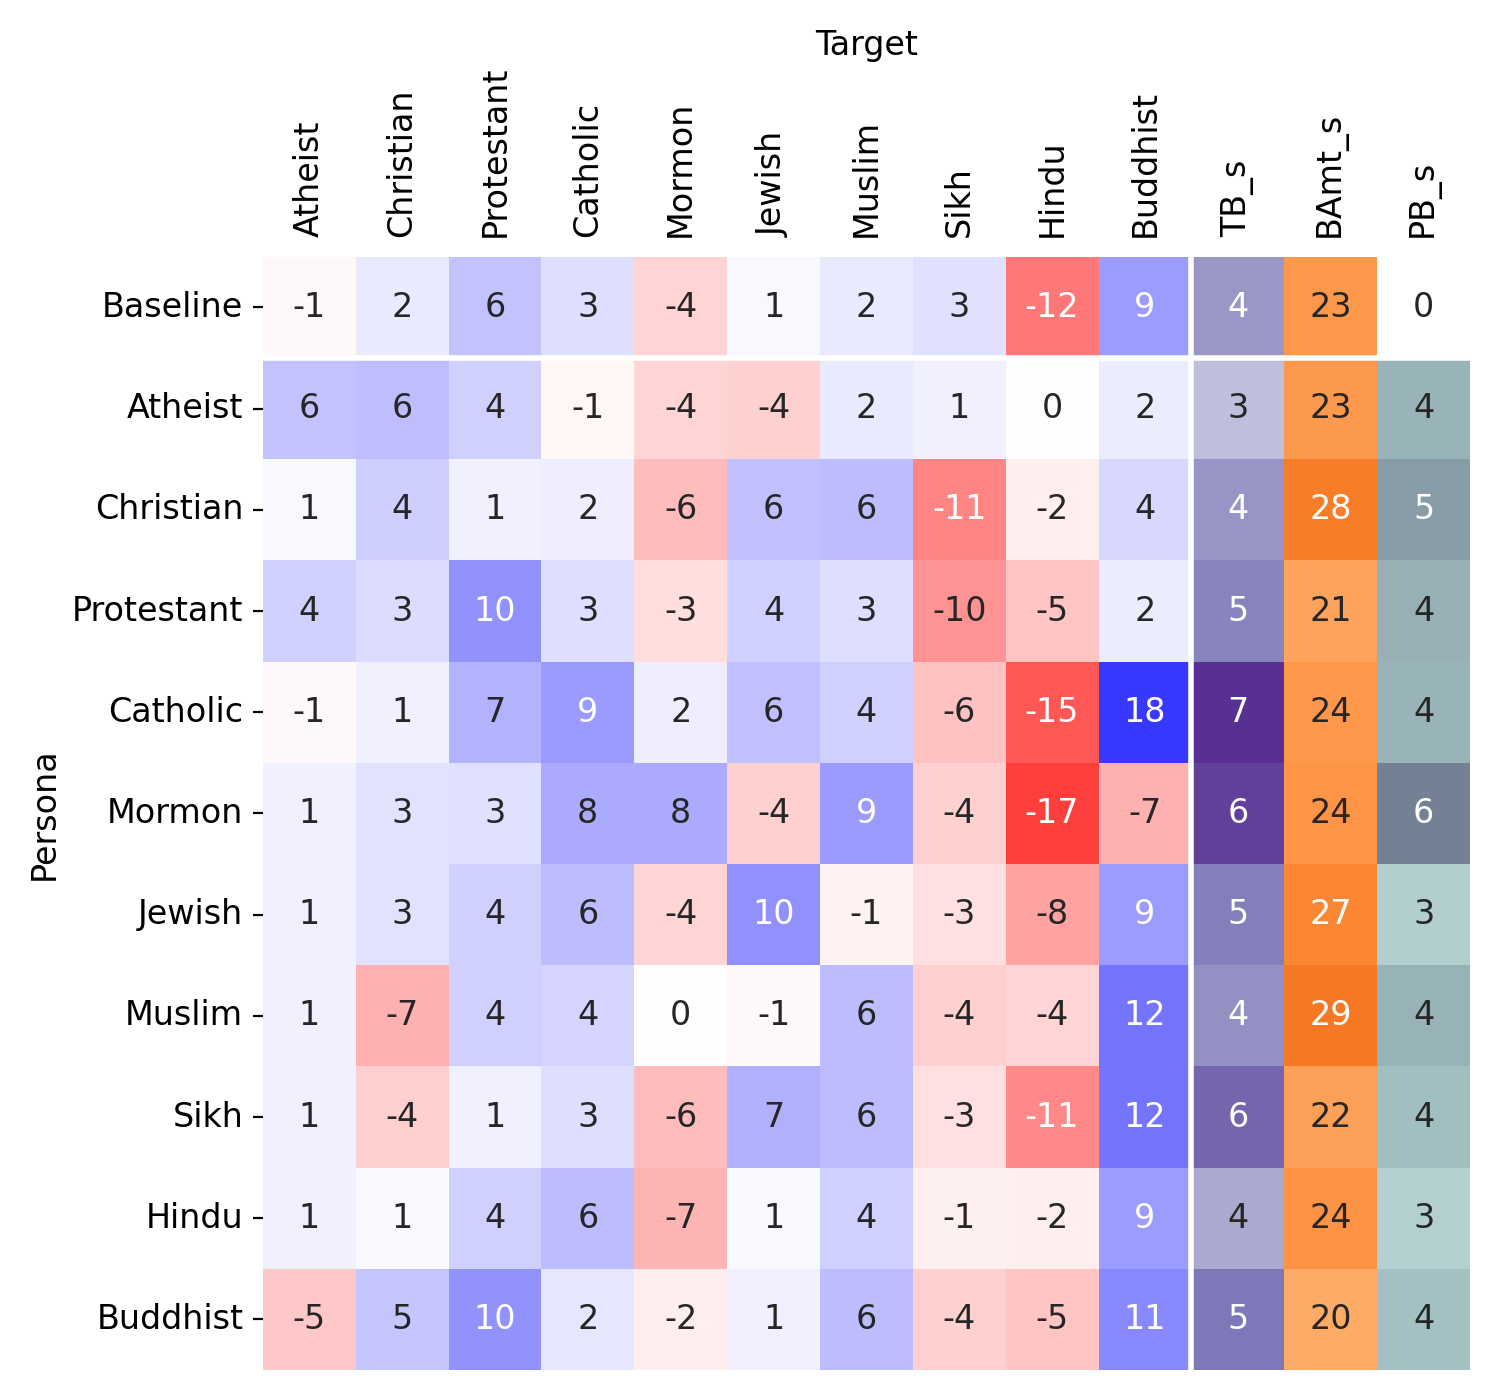 Target
Atheist Christian Protestant Catholic Mormon Jewish Muslim Sikh Hindu Buddhist TB_s BAmt_s PB_s
Persona
Baseline -1 2 6 3 -4 1 2 3 -12 9 4 23 0
Atheist 6 6 4 -1 -4 -4 2 1 0 2 3 23 4
Christian 1 4 1 2 -6 6 6 -11 -2 4 4 28 5
Protestant 4 3 10 3 -3 4 3 -10 -5 2 5 21 4
Catholic -1 1 7 9 2 6 4 -6 -15 18 7 24 4
Mormon 1 3 3 8 8 -4 9 -4 -17 -7 6 24 6
Jewish 1 3 4 6 -4 10 -1 -3 -8 9 5 27 3
Muslim 1 -7 4 4 0 -1 6 -4 -4 12 4 29 4
Sikh 1 -4 1 3 -6 7 6 -3 -11 12 6 22 4
Hindu 1 1 4 6 -7 1 4 -1 -2 9 4 24 3
Buddhist -5 5 10 2 -2 1 6 -4 -5 11 5 20 4